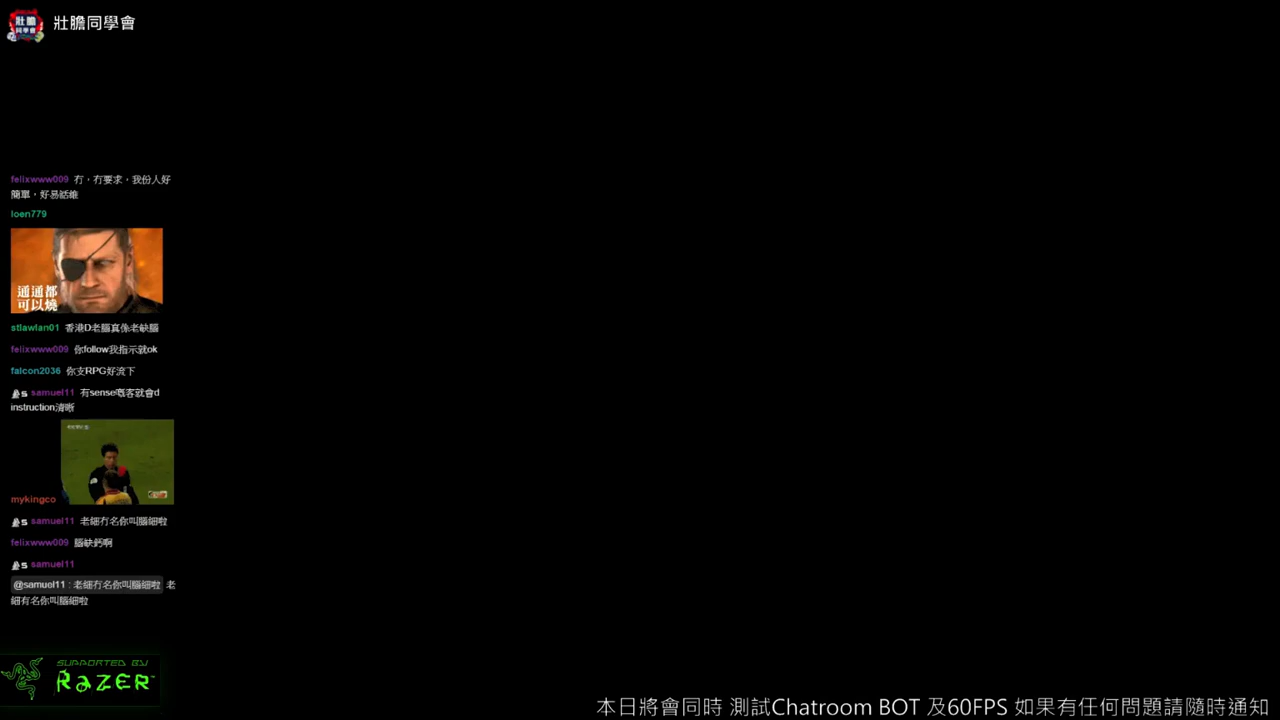 壯膽同學會
felixwww009 冇，冇要求，我份人好
簡單，好易話維
loen779
通通都
可以燒
stlawlan01 香港D老腦真係老缺腦
felixwww009 你follow我指示就ok
falcon2036 你支RPG好流下
samuel11 有sense嘅客就會d
instruction清晰
mykingco
samuel11 老細冇名你叫腦細啦
felixwww009 腦缺鈣啊
samuel11
@samuel11 : 老細冇名你叫腦細啦 老
細有名你叫腦細啦
SUPPORTED BY
RAZER
本日將會同時 測試Chatroom BOT 及60FPS 如果有任何問題請隨時通知